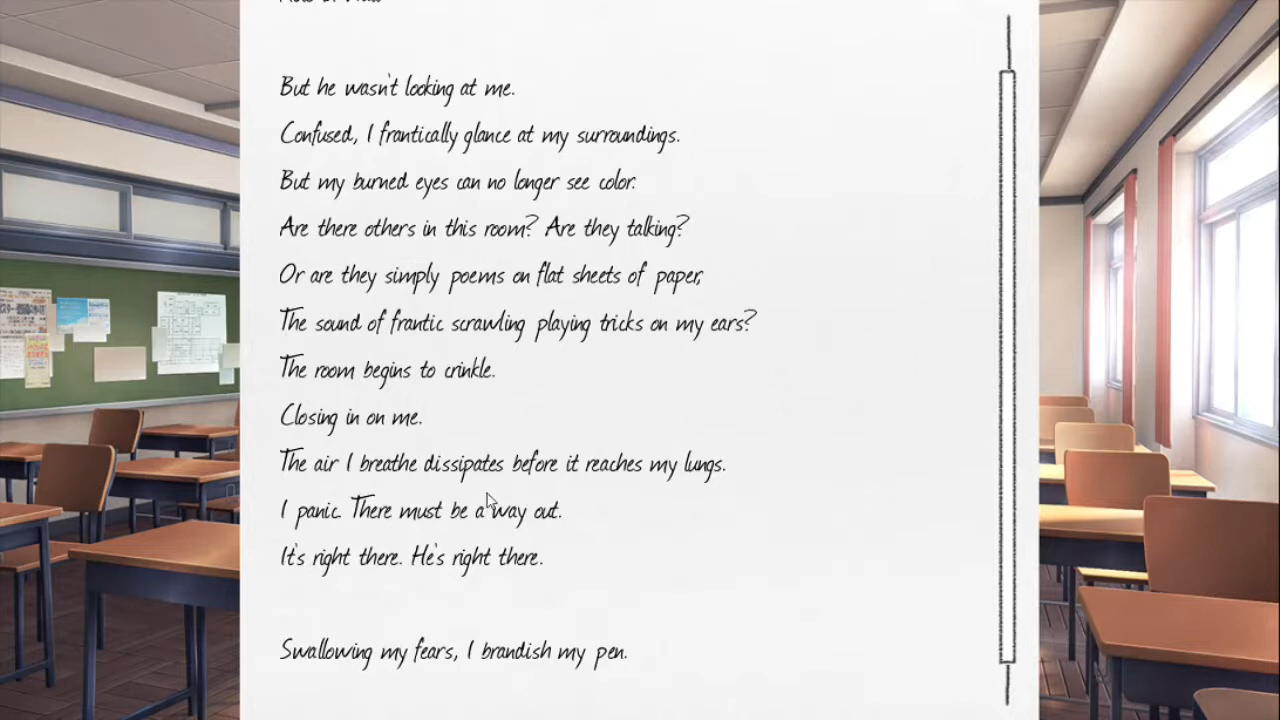 But he wasn't looking at me.
Confused, I frantically glance at my surroundings.
But my burned eyes can no longer see color.
Are there others in this room? Are they talking?
Or are they simply poems on flat sheets of paper,
The sound of frantic scrawling playing tricks on my ears?
The room begins to crinkle.
Closing in on me.
The air I breathe dissipates before it reaches my lungs.
I panic. There must be a way out.
It's right there. He's right there.
Swallowing my fears, I brandish my pen.